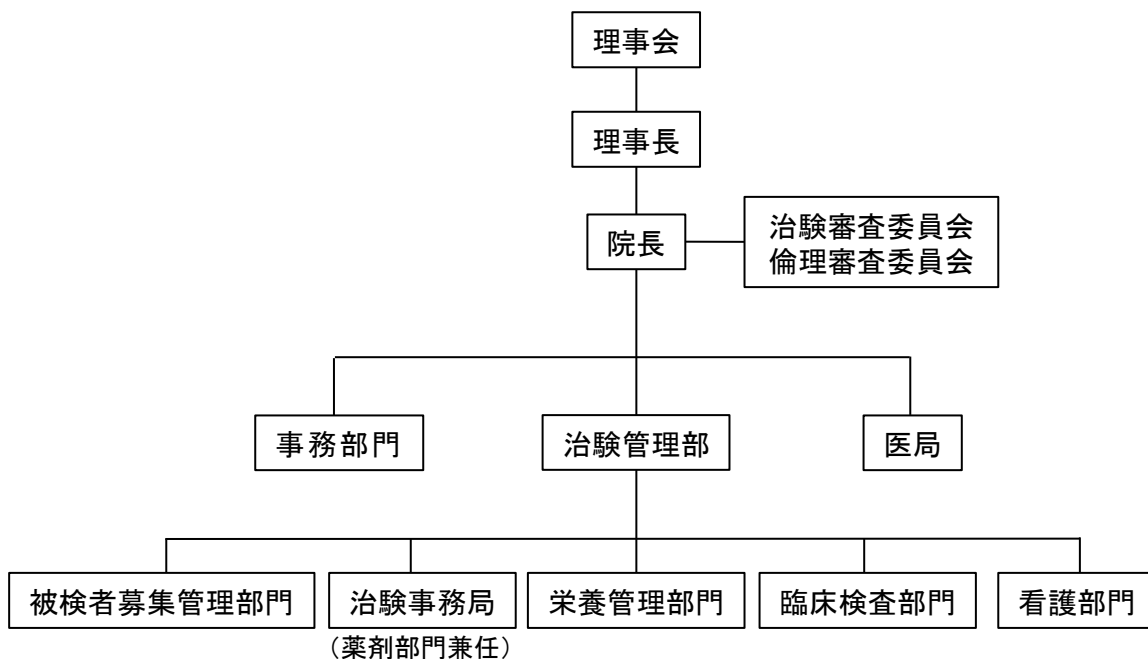 理事会
理事長
院長
治験審査委員会
倫理審査委員会
事務部門
治験管理部
医局
被検者募集管理部門
治験事務局
栄養管理部門
臨床検査部門
看護部門
（薬剤部門兼任）